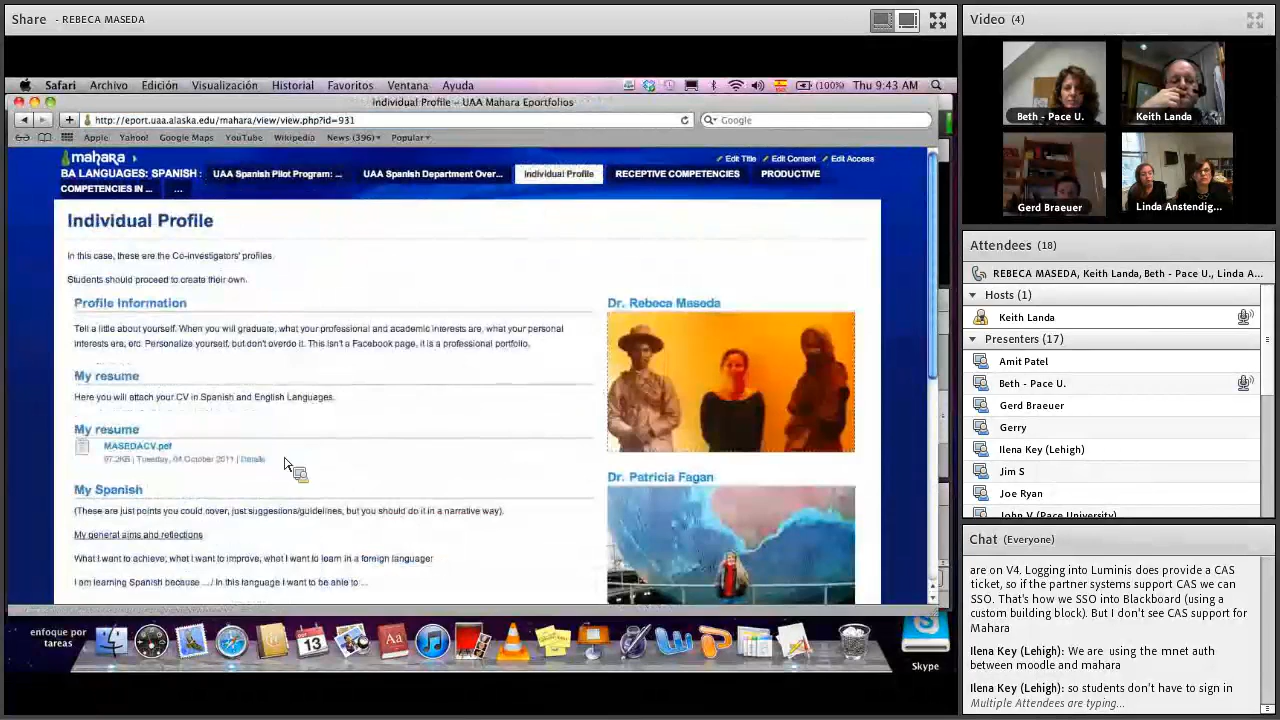 Share - REBECA MASEDA
Safari Archivo Edición Visualización Historial Favoritos Ventana Ayuda (100%) Thu 9:43 AM
Individual Profile – UAA Mahara Eportfolios
http://eport.uaa.alaska.edu/mahara/view/view.php?id=931
Google
Apple Yahoo! Google Maps YouTube Wikipedia News (396) Popular
mahara
Edit Title Edit Content Edit Access
BA LANGUAGES: SPANISH : UAA Spanish Pilot Program: ... UAA Spanish Department Over... Individual Profile RECEPTIVE COMPETENCIES PRODUCTIVE
COMPETENCIES IN ... ...
Individual Profile
In this case, these are the Co-investigators' profiles
Students should proceed to create their own.
Profile Information
Tell a little about yourself. When you will graduate, what your professional and academic interests are, what your personal
interests are, etc. Personalize yourself, but don't overdo it. This isn't a Facebook page, it is a professional portfolio.
My resume
Here you will attach your CV in Spanish and English Languages.
My resume
MASEDACV.pdf
97.2KB | Tuesday, 04 October 2011 | Details
My Spanish
(These are just points you could cover, just suggestions/guidelines, but you should do it in a narrative way).
My general aims and reflections
What I want to achieve; what I want to improve, what I want to learn in a foreign language/
I am learning Spanish because .../ In this language I want to be able to ...
Dr. Rebeca Maseda
Dr. Patricia Fagan
enfoque por
tareas
OCT
13
Skype
Video (4)
Beth - Pace U.
Keith Landa
Gerd Braeuer
Linda Anstendig...
Attendees (18)
REBECA MASEDA, Keith Landa, Beth - Pace U., Linda A...
Hosts (1)
Keith Landa
Presenters (17)
Amit Patel
Beth - Pace U.
Gerd Braeuer
Gerry
Ilena Key (Lehigh)
Jim S
Joe Ryan
John V (Pace University)
Chat (Everyone)
are on V4. Logging into Luminis does provide a CAS
ticket, so if the partner systems support CAS we can
SSO. That's how we SSO into Blackboard (using a
custom building block). But I don't see CAS support for
Mahara
Ilena Key (Lehigh): We are using the mnet auth
between moodle and mahara
Ilena Key (Lehigh): so students don't have to sign in
Multiple Attendees are typing...